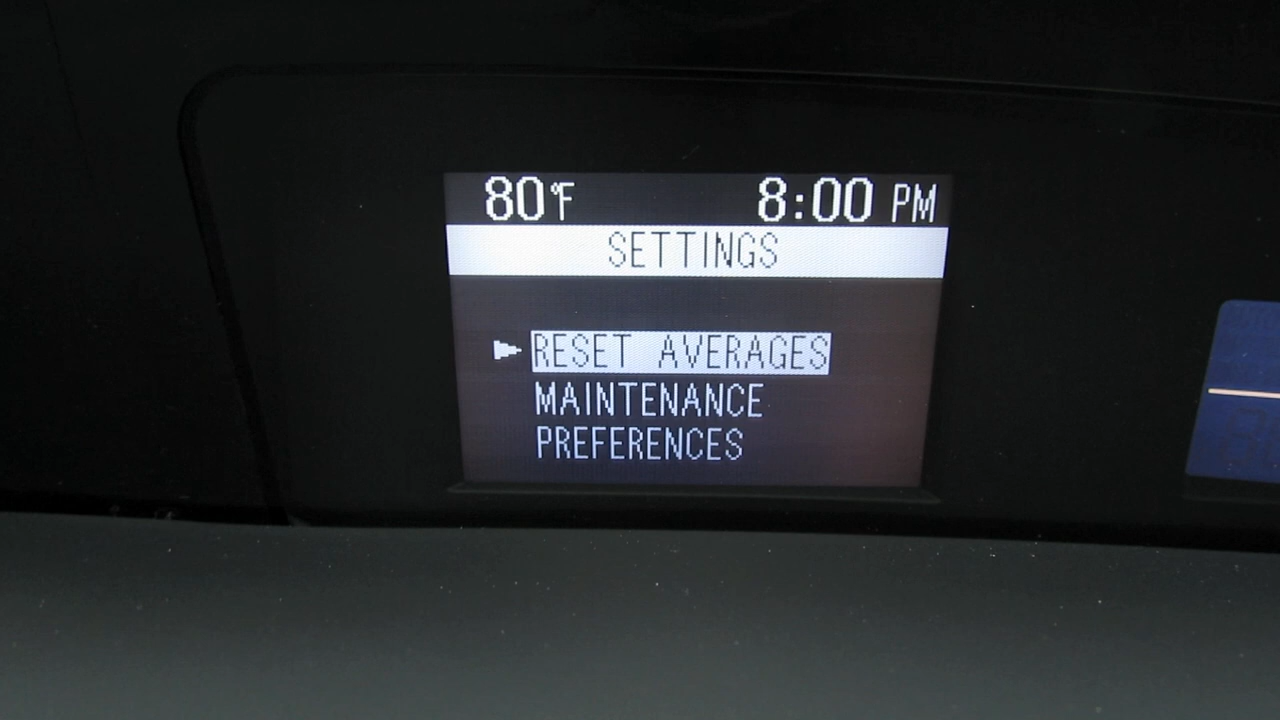 80°F 8:00 PM
SETTINGS
RESET AVERAGES
MAINTENANCE
PREFERENCES